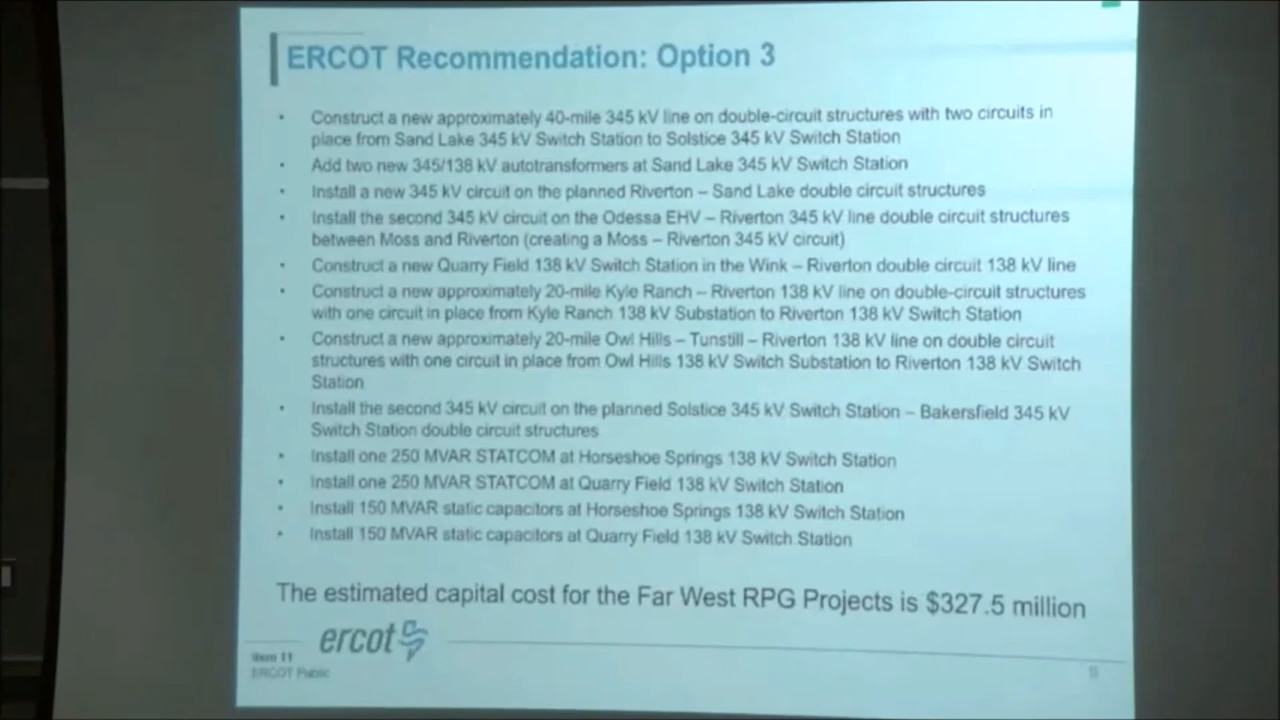 ERCOT Recommendation: Option 3
• Construct a new approximately 40-mile 345 kV line on double-circuit structures with two circuits in
place from Sand Lake 345 kV Switch Station to Solstice 345 kV Switch Station
• Add two new 345/138 kV autotransformers at Sand Lake 345 kV Switch Station
• Install a new 345 kV circuit on the planned Riverton – Sand Lake double circuit structures
• Install the second 345 kV circuit on the Odessa EHV – Riverton 345 kV line double circuit structures
between Moss and Riverton (creating a Moss – Riverton 345 kV circuit)
• Construct a new Quarry Field 138 kV Switch Station in the Wink – Riverton double circuit 138 kV line
• Construct a new approximately 20-mile Kyle Ranch – Riverton 138 kV line on double-circuit structures
with one circuit in place from Kyle Ranch 138 kV Substation to Riverton 138 kV Switch Station
• Construct a new approximately 20-mile Owl Hills – Tunstill – Riverton 138 kV line on double circuit
structures with one circuit in place from Owl Hills 138 kV Switch Substation to Riverton 138 kV Switch
Station
• Install the second 345 kV circuit on the planned Solstice 345 kV Switch Station – Bakersfield 345 kV
Switch Station double circuit structures
• Install one 250 MVAR STATCOM at Horseshoe Springs 138 kV Switch Station
• Install one 250 MVAR STATCOM at Quarry Field 138 kV Switch Station
• Install 150 MVAR static capacitors at Horseshoe Springs 138 kV Switch Station
• Install 150 MVAR static capacitors at Quarry Field 138 kV Switch Station
The estimated capital cost for the Far West RPG Projects is $327.5 million
ercot
Item 11
ERCOT Public